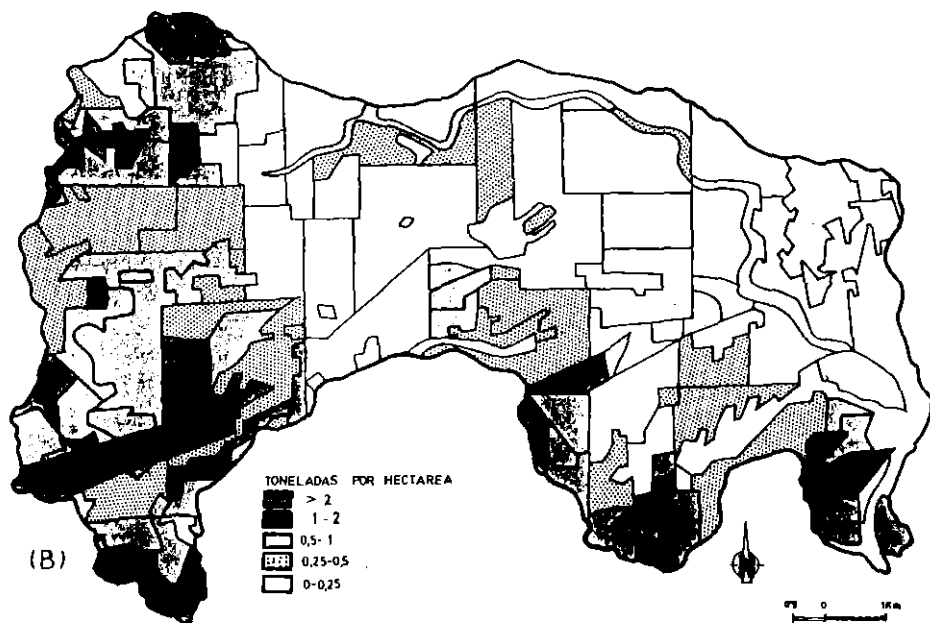 TONELADAS POR HECTAREA
> 2
1 - 2
0,5 - 1
0,25-0,5
0-0,25
(B)
0 1Km